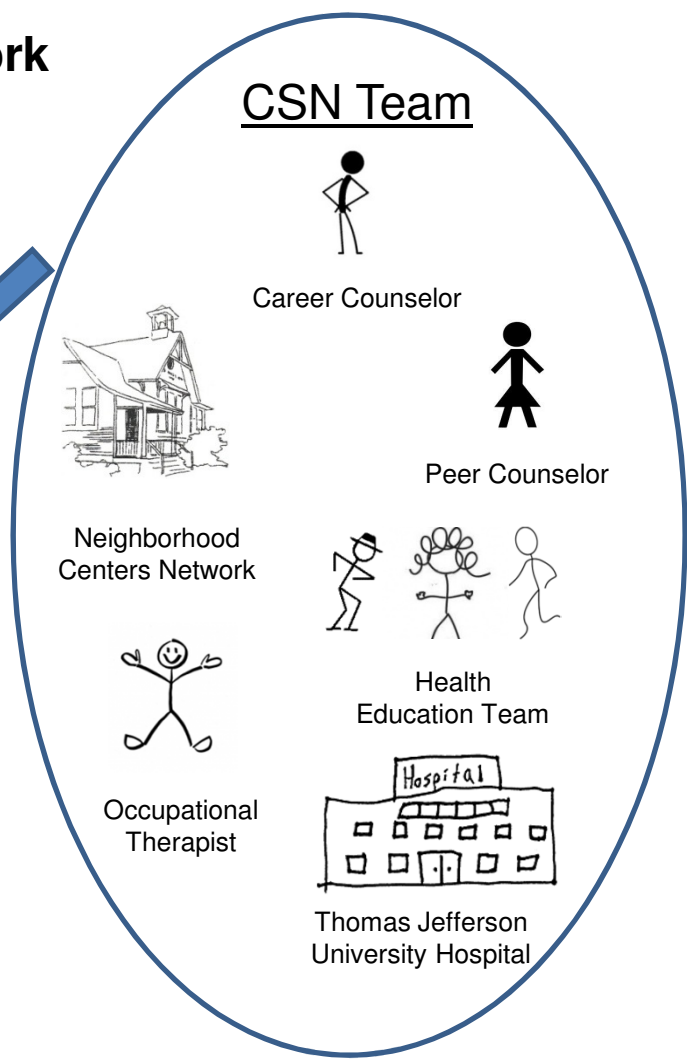 ork
CSN Team
Career Counselor
Peer Counselor
Neighborhood
Centers Network
Health
Education Team
Occupational
Therapist
Hospital
Thomas Jefferson
University Hospital